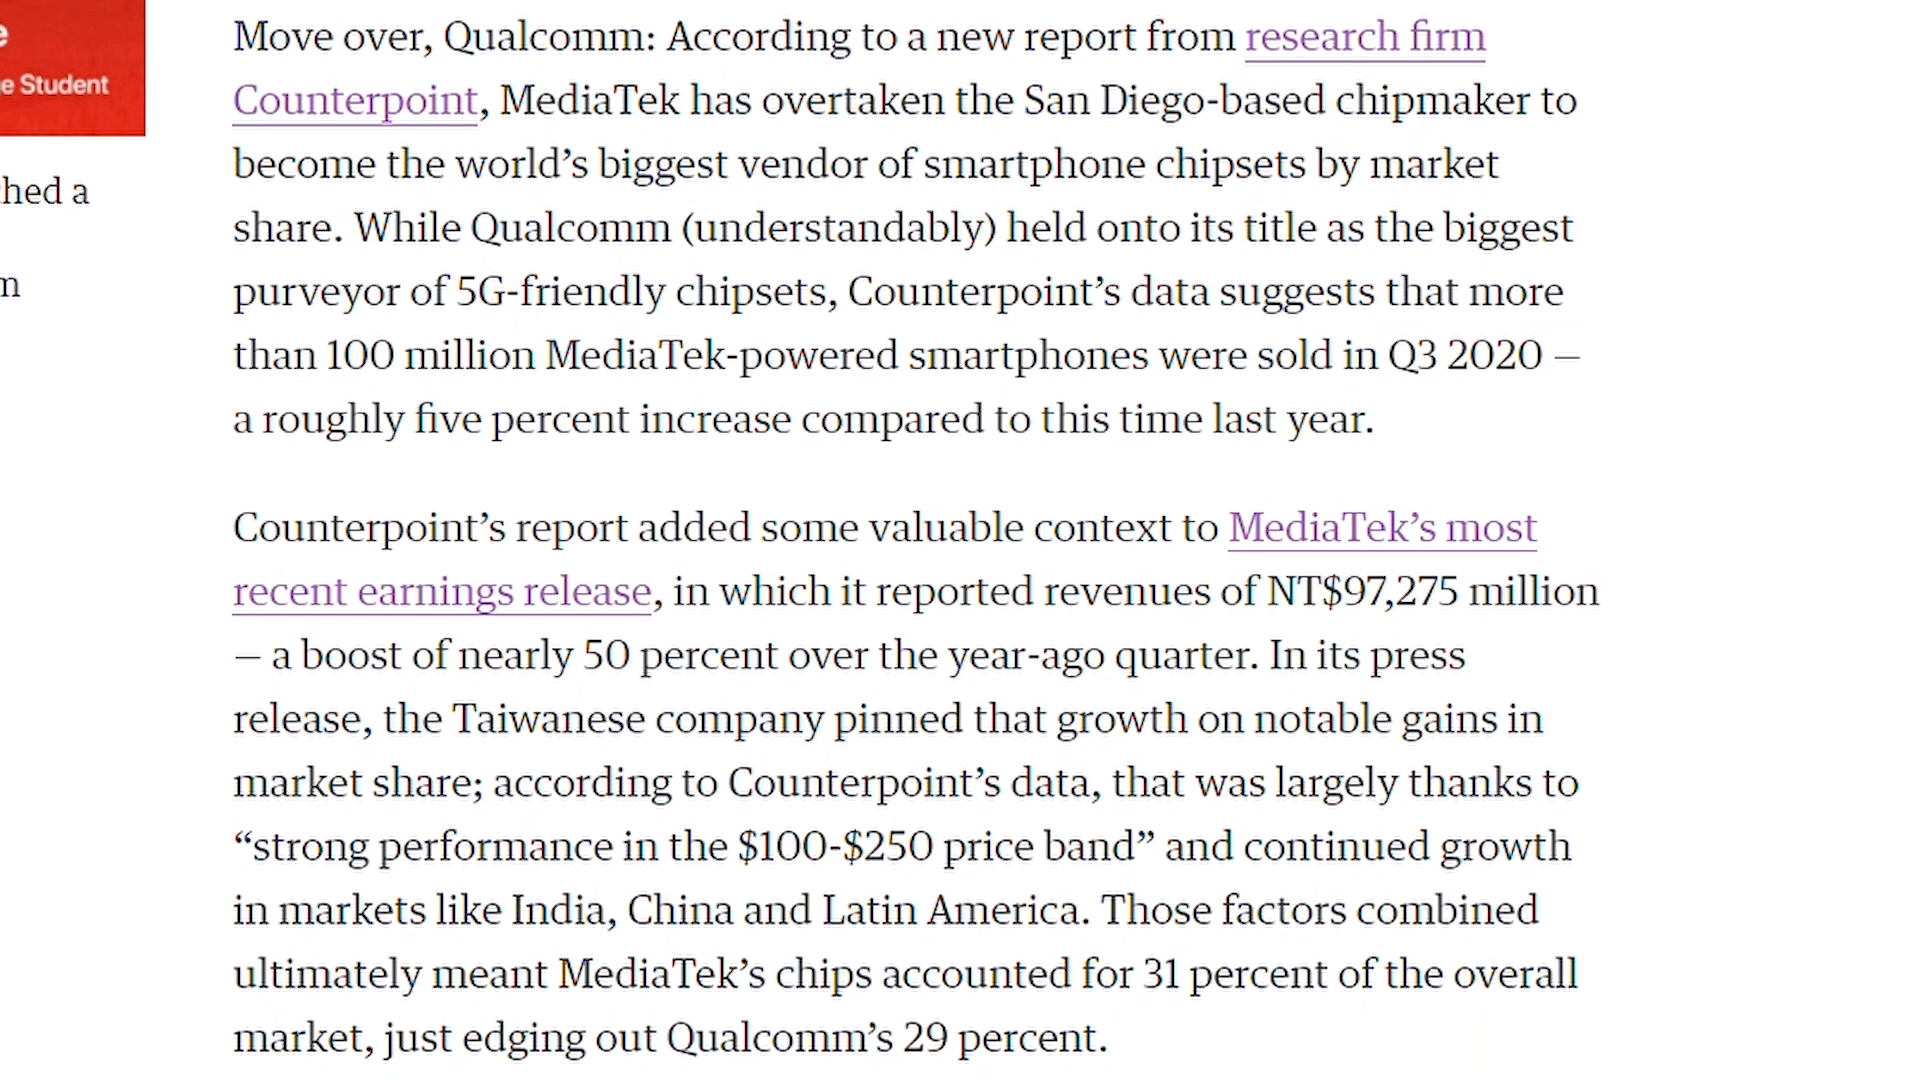 e Student
hed a
n
Move over, Qualcomm: According to a new report from research firm
Counterpoint, MediaTek has overtaken the San Diego-based chipmaker to
become the world’s biggest vendor of smartphone chipsets by market
share. While Qualcomm (understandably) held onto its title as the biggest
purveyor of 5G-friendly chipsets, Counterpoint’s data suggests that more
than 100 million MediaTek-powered smartphones were sold in Q3 2020 —
a roughly five percent increase compared to this time last year.
Counterpoint’s report added some valuable context to MediaTek’s most
recent earnings release, in which it reported revenues of NT$97,275 million
— a boost of nearly 50 percent over the year-ago quarter. In its press
release, the Taiwanese company pinned that growth on notable gains in
market share; according to Counterpoint’s data, that was largely thanks to
“strong performance in the $100-$250 price band” and continued growth
in markets like India, China and Latin America. Those factors combined
ultimately meant MediaTek’s chips accounted for 31 percent of the overall
market, just edging out Qualcomm’s 29 percent.